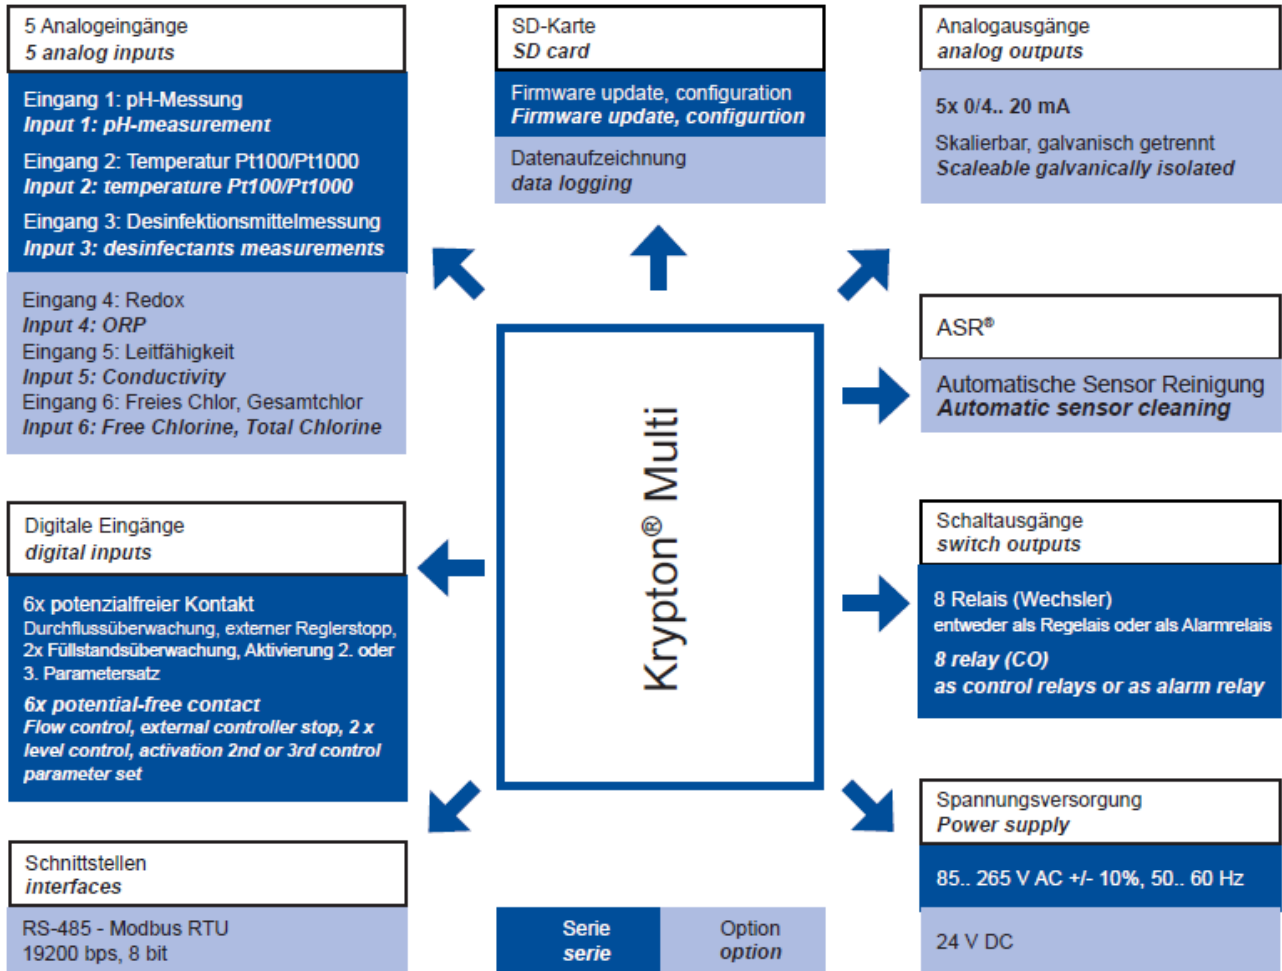 5 Analogeingänge
5 analog inputs
Eingang 1: pH-Messung
Input 1: pH-measurement
Eingang 2: Temperatur Pt100/Pt1000
Input 2: temperature Pt100/Pt1000
Eingang 3: Desinfektionsmittelmessung
Input 3: desinfectants measurements
Eingang 4: Redox
Input 4: ORP
Eingang 5: Leitfähigkeit
Input 5: Conductivity
Eingang 6: Freies Chlor, Gesamtchlor
Input 6: Free Chlorine, Total Chlorine
SD-Karte
SD card
Firmware update, configuration
Firmware update, configurtion
Datenaufzeichnung
data logging
Analogausgänge
analog outputs
5x 0/4.. 20 mA
Skalierbar, galvanisch getrennt
Scaleable galvanically isolated
ASR®
Automatische Sensor Reinigung
Automatic sensor cleaning
Krypton® Multi
Digitale Eingänge
digital inputs
6x potenzialfreier Kontakt
Durchflussüberwachung, externer Reglerstopp,
2x Füllstandsüberwachung, Aktivierung 2. oder
3. Parametersatz
6x potential-free contact
Flow control, external controller stop, 2 x
level control, activation 2nd or 3rd control
parameter set
Schaltausgänge
switch outputs
8 Relais (Wechsler)
entweder als Regelais oder als Alarmrelais
8 relay (CO)
as control relays or as alarm relay
Schnittstellen
interfaces
RS-485 - Modbus RTU
19200 bps, 8 bit
Serie
serie
Option
option
Spannungsversorgung
Power supply
85.. 265 V AC +/- 10%, 50.. 60 Hz
24 V DC